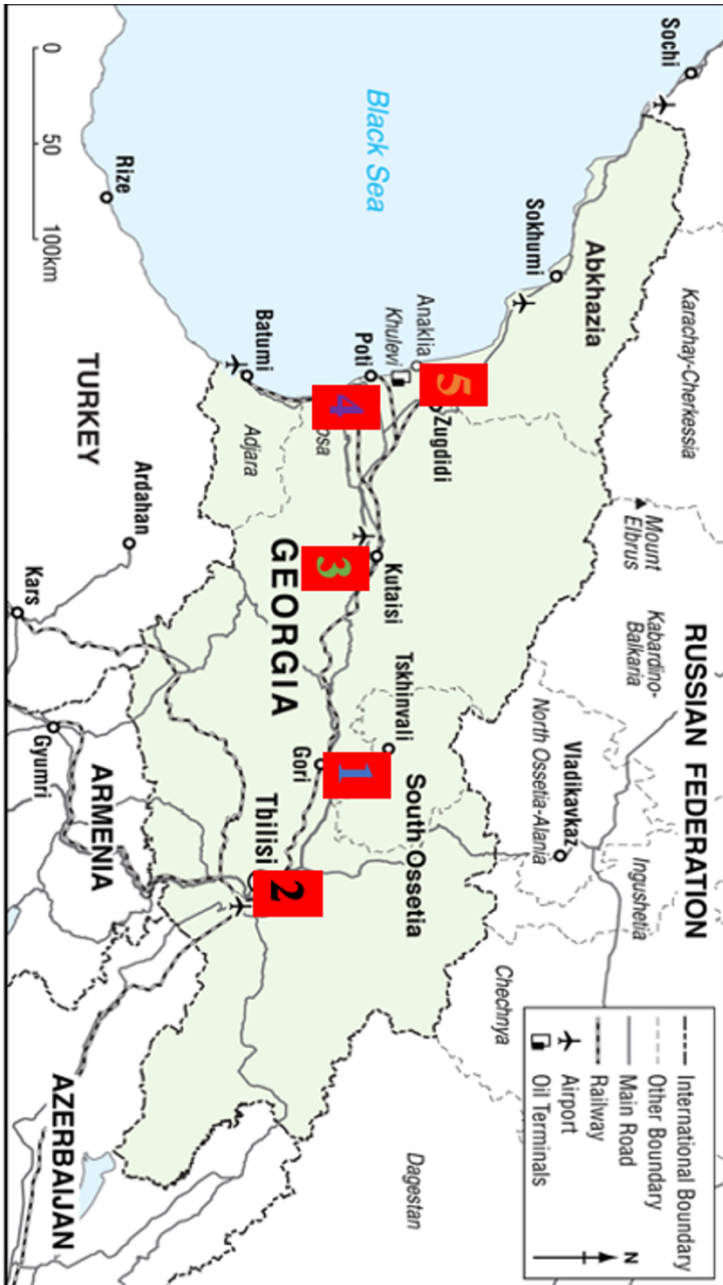 Sochi
Karachay-Cherkessia
Mount
Elbrus
Kabardino-
Balkaria
RUSSIAN FEDERATION
Abkhazia
Sokhumi
Black Sea
Anaklia
Khulevi
5
Zugdidi
Poti
4
osa
Batumi
Adjara
Kutaisi
3
GEORGIA
Tskhinvali
Gori
1
South Ossetia
Vladikavkaz
North Ossetia-Alania
Ingushetia
Chechnya
Dagestan
Tbilisi
2
Rize
TURKEY
Ardahan
Kars
Gyumri
ARMENIA
AZERBAIJAN
0 50 100km
International Boundary
Other Boundary
Main Road
Railway
Airport
Oil Terminals
N